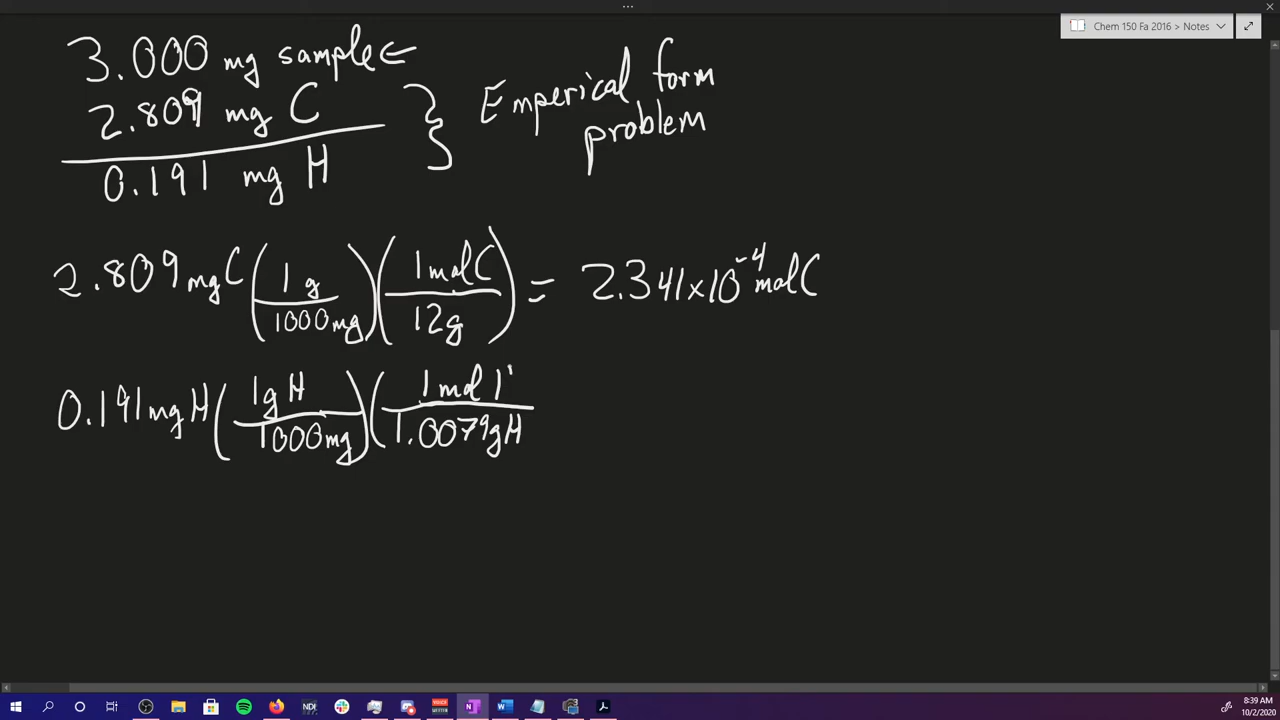 Chem 150 Fa 2016 > Notes
3.000 mg sample
2.809 mg C
0.191 mg H
} Emperical form
problem
2.809 mg C (1 g / 1000 mg) (1 mol C / 12 g) = 2.341 x 10^-4 mol C
0.191 mg H (1 g H / 1000 mg) (1 mol / 1.0079 g H
NDI
VOICE
8:39 AM
10/2/2020